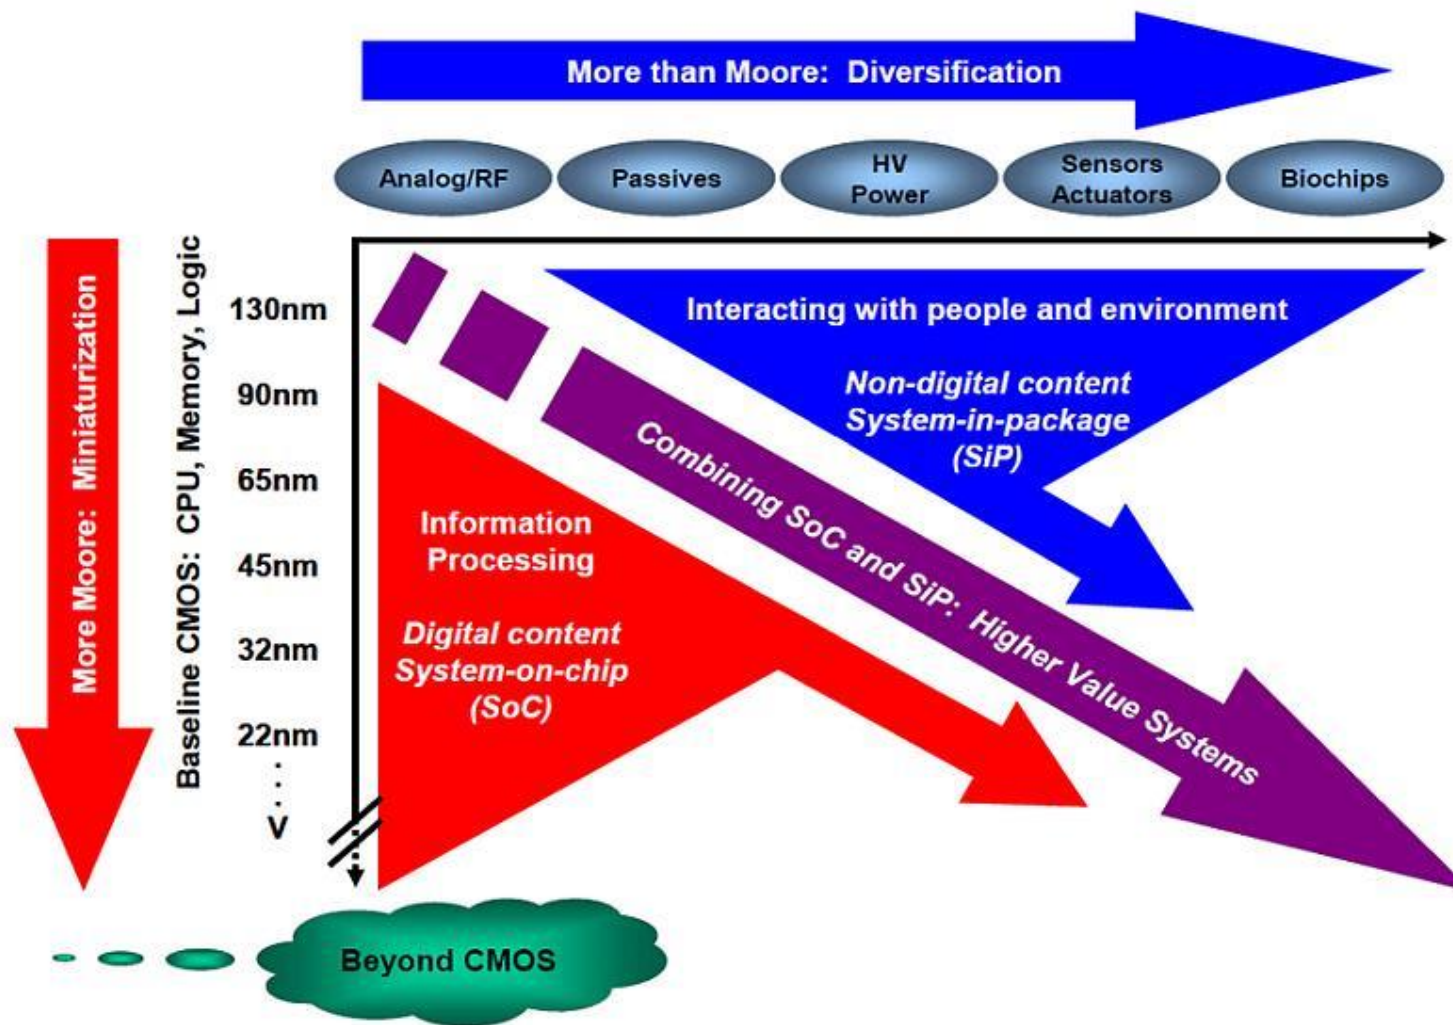 More than Moore: Diversification
Analog/RF
Passives
HV
Power
Sensors
Actuators
Biochips
More Moore: Miniaturization
Baseline CMOS: CPU, Memory, Logic
130nm
90nm
65nm
45nm
32nm
22nm
V
Interacting with people and environment
Non-digital content
System-in-package
(SiP)
Combining SoC and SiP: Higher Value Systems
Information
Processing
Digital content
System-on-chip
(SoC)
Beyond CMOS